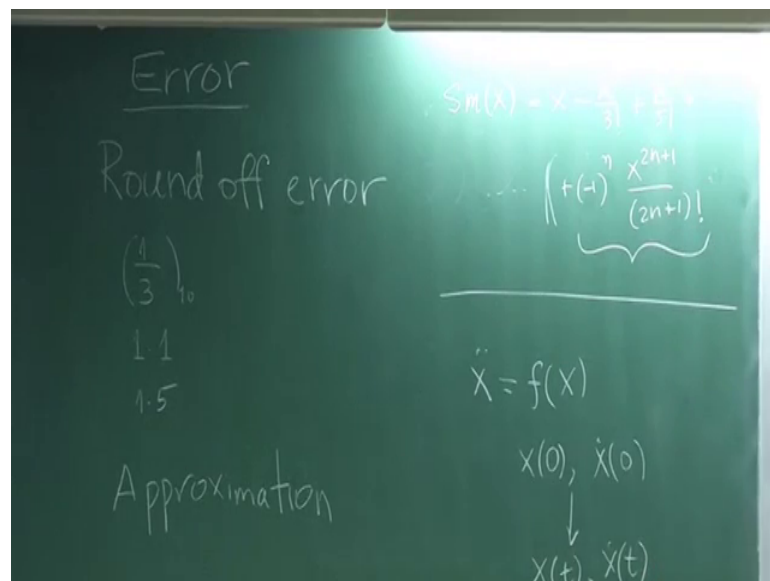 Error
Round off error
(1/3)₁₀
1.1
1.5
Approximation
Sin(x) = x - x³/3! + x⁵/5! +
..... + (-1)ⁿ x²ⁿ⁺¹/(2n+1)!
ẍ = f(x)
x(0), ẋ(0)
↓
x(t), ẋ(t)